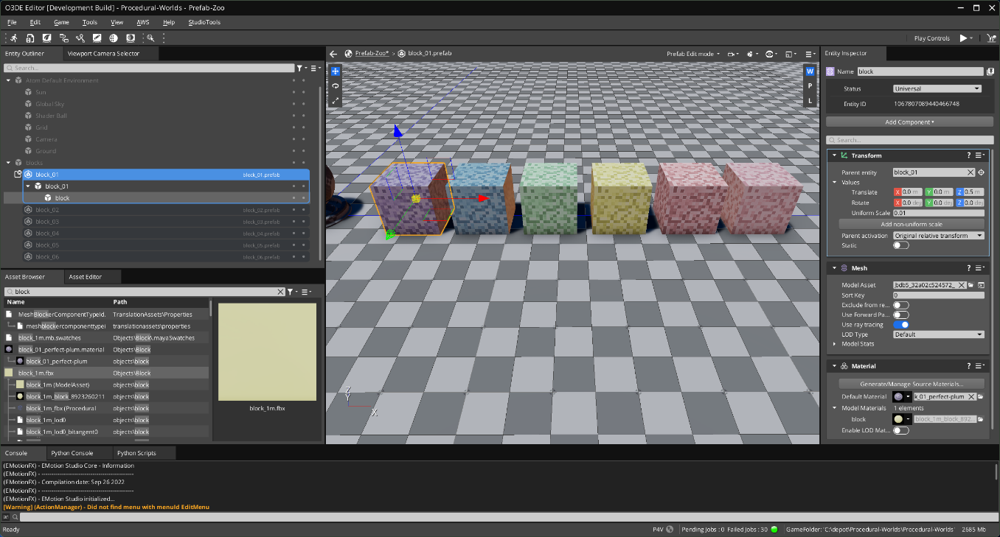 O3DE Editor [Development Build] - Procedural-Worlds - Prefab-Zoo
File Edit Game Tools View AWS Help StudioTools
Play Controls
Entity Outliner Viewport Camera Selector
Search...
Atom Default Environment
Sun
Global Sky
Shader Ball
Grid
Camera
Ground
blocks
block_01 block_01.prefab
block_01
block
block_02 block_02.prefab
block_03 block_03.prefab
block_04 block_04.prefab
block_05 block_05.prefab
block_06 block_06.prefab
Asset Browser Asset Editor
block
Name Path
MeshBlockerComponentTypeId. TranslationAssets\Properties
meshblockercomponenttypei translationassets\properties
block_1m.mb.swatches Objects\Block\.mayaSwatches
block_01_perfect-plum.material Objects\Block
block_01_perfect-plum objects\block
block_1m.fbx Objects\Block
block_1m (ModelAsset) objects\block
block_1m_block_8923260211 objects\block
block_1m_fbx (Procedural objects\block
block_1m_lod0 objects\block
block_1m_lod0_bitangent0 objects\block
block_1m.fbx
Prefab-Zoo* > block_01.prefab Prefab Edit mode
W
P
L
Z
Y
X
Entity Inspector
Name block
Status Universal
Entity ID 10678070894404​66748
Add Component
Search...
Transform ?
Parent entity block_01
Values
Translate X 0.0 m Y 0.0 m Z 0.5 m
Rotate X 0.0 deg Y 0.0 deg Z 0.0 deg
Uniform Scale 0.01
Add non-uniform scale
Parent activation Original relative transform
Static
Mesh ?
Model Asset _bdb5_32a02c524572_
Sort Key 0
Exclude from re...
Use Forward Pa...
Use ray tracing
LOD Type Default
Model Stats
Material ?
Generate/Manage Source Materials...
Default Material k_01_perfect-plum
Model Materials 1 elements
block block_1m_block_892...
Enable LOD Mat...
Console Python Console Python Scripts
(EMotionFX) - EMotion Studio Core - Information
(EMotionFX) - -----------------------------------------------
(EMotionFX) - Compilation date: Sep 26 2022
(EMotionFX) - -----------------------------------------------
(EMotionFX) - EMotion Studio initialized...
[Warning] (ActionManager) - Did not find menu with menuId EditMenu
Ready P4V Pending Jobs : 0 Failed Jobs : 30 GameFolder: 'C:\depot\Procedural-Worlds\Procedural-Worlds' 2685 Mb